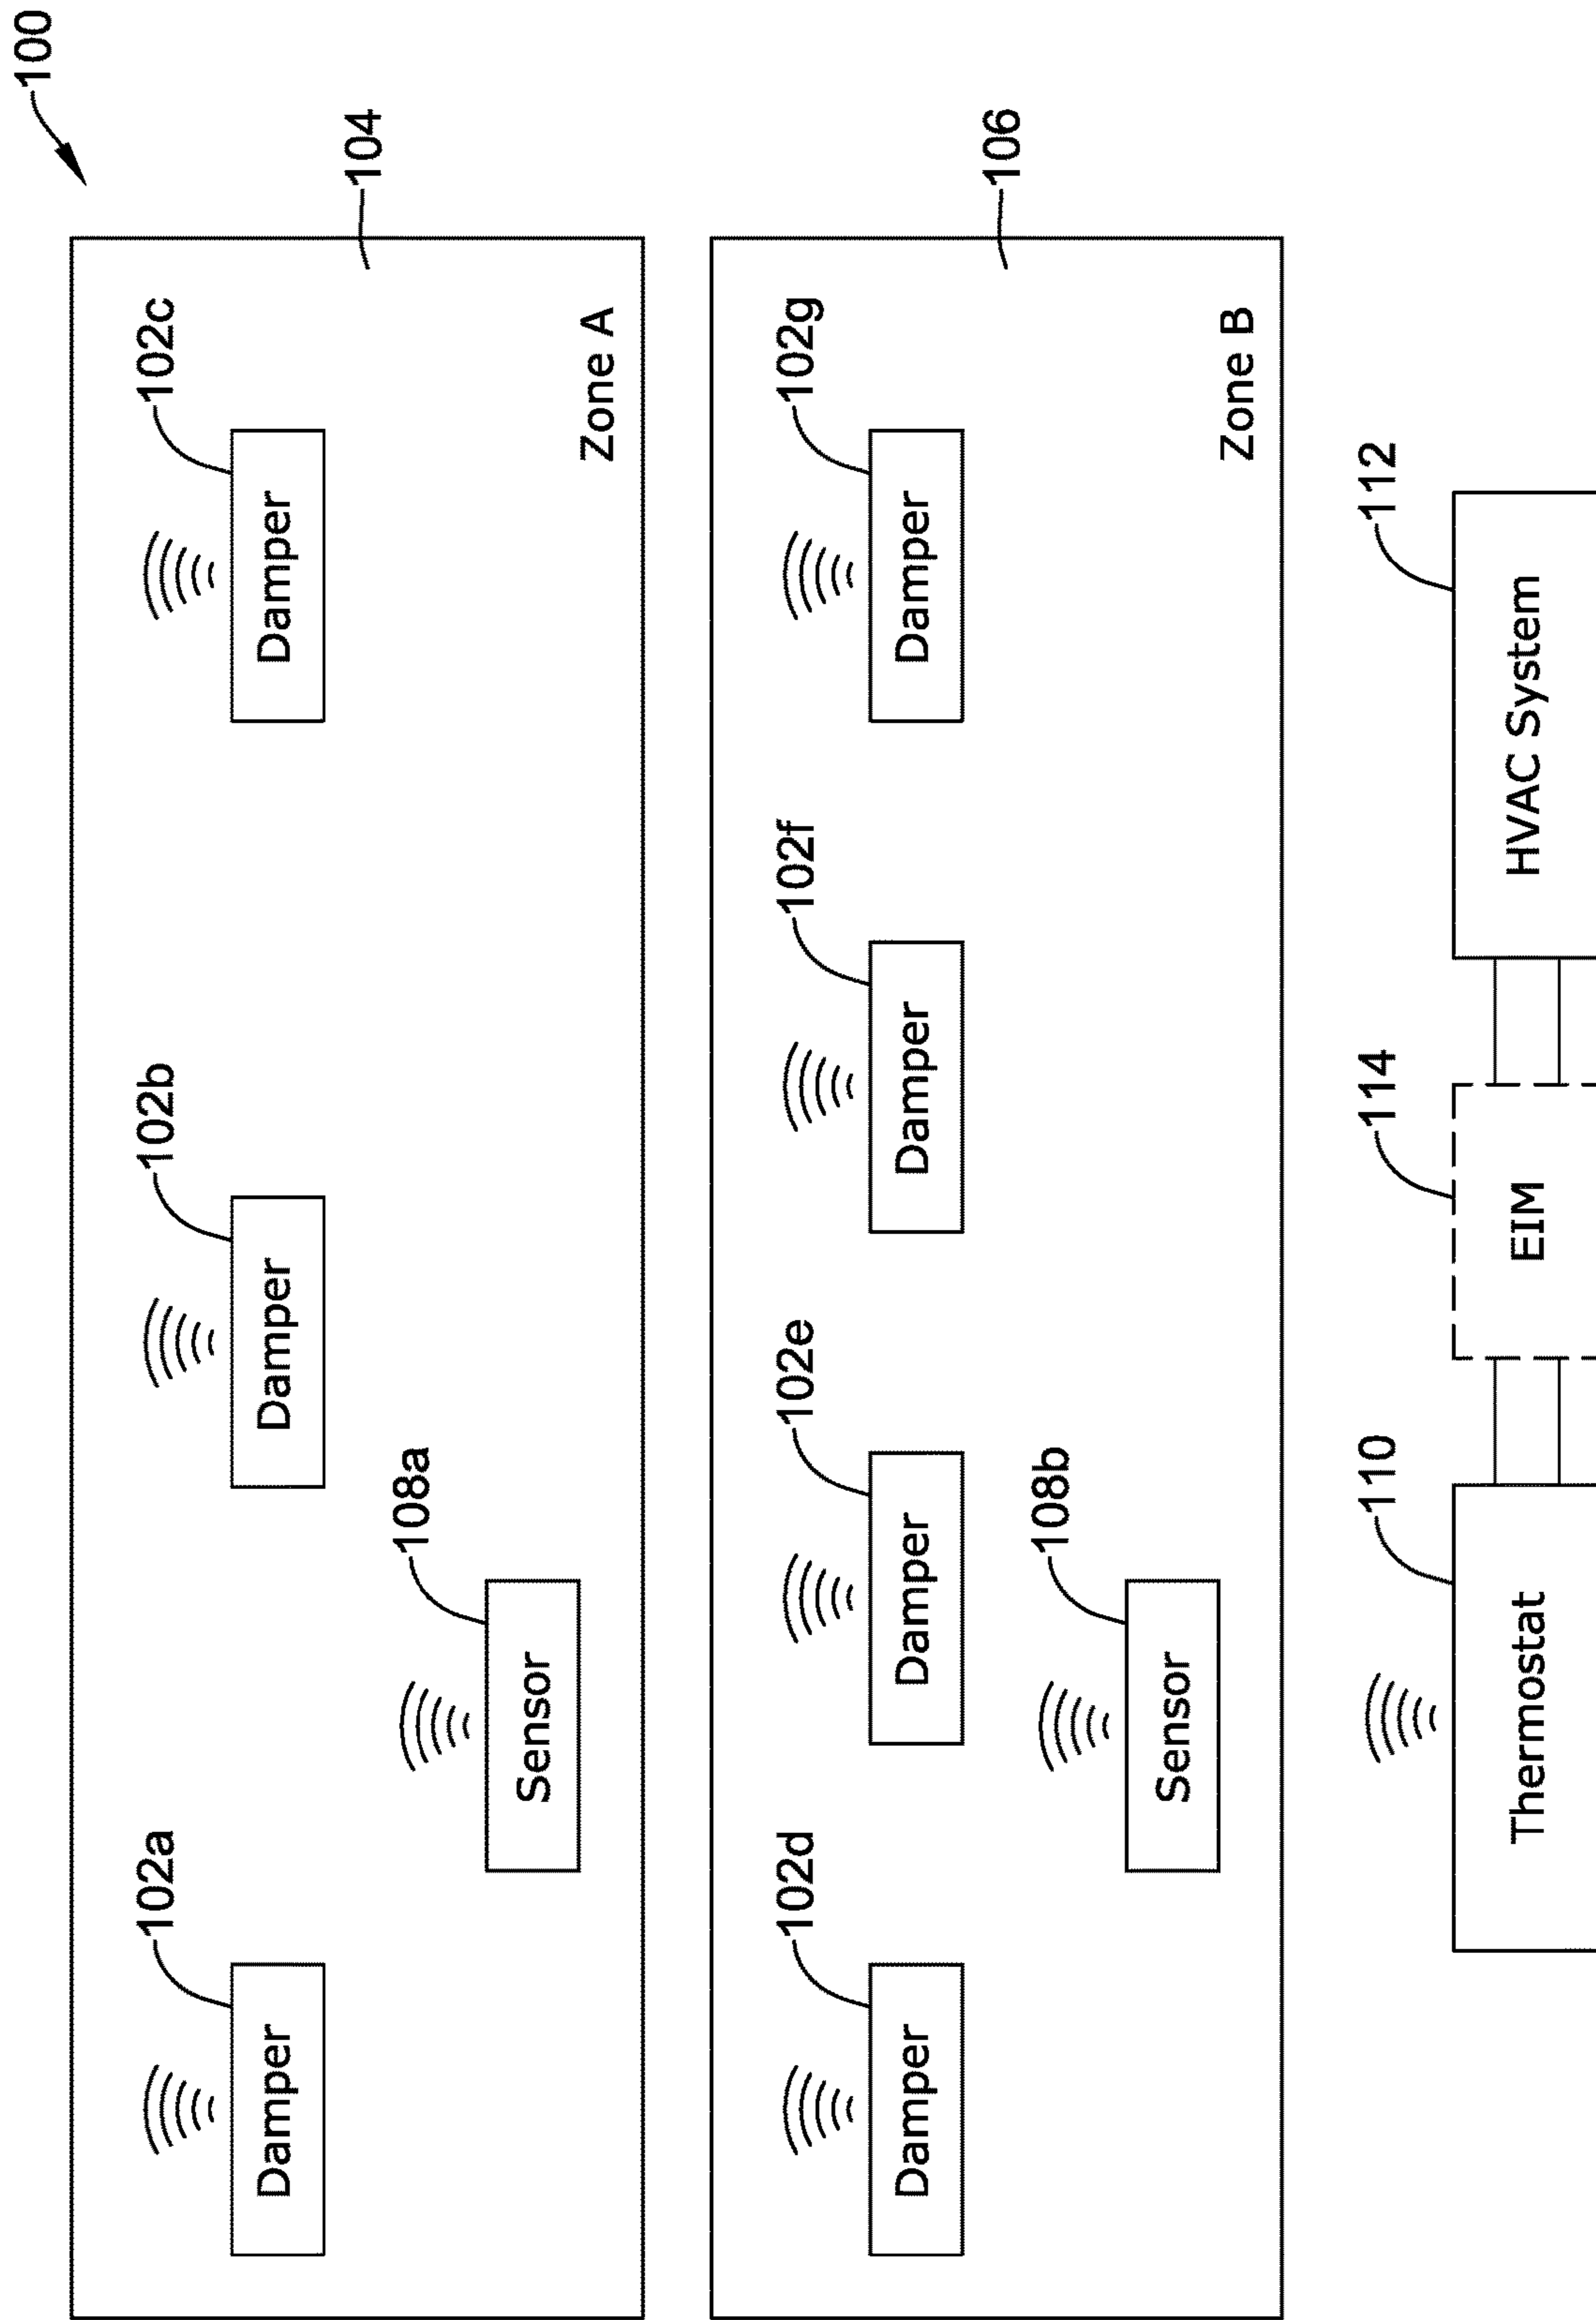 100
102a
102b
102c
Damper
Damper
Damper
104
108a
Sensor
Zone A
102d
102e
102f
102g
Damper
Damper
Damper
Damper
106
108b
Sensor
Zone B
110
114
112
Thermostat
EIM
HVAC System